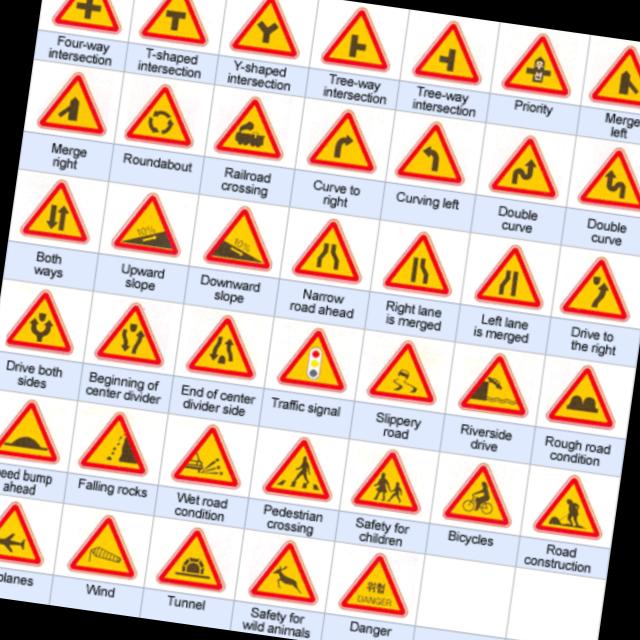 Four-way
intersection
T-shaped
intersection
Y-shaped
intersection
Tree-way
intersection
Tree-way
intersection
Priority
Merge
left
Merge
right
Roundabout
Railroad
crossing
Curve to
right
Curving left
Double
curve
Double
curve
Both
ways
10%
Upward
slope
10%
Downward
slope
Narrow
road ahead
Right lane
is merged
Left lane
is merged
Drive to
the right
Drive both
sides
Beginning of
center divider
End of center
divider side
Traffic signal
Slippery
road
Riverside
drive
Rough road
condition
eed bump
ahead
Falling rocks
Wet road
condition
Pedestrian
crossing
Safety for
children
Bicycles
Road
construction
planes
Wind
Tunnel
Safety for
wild animals
위험
DANGER
Danger